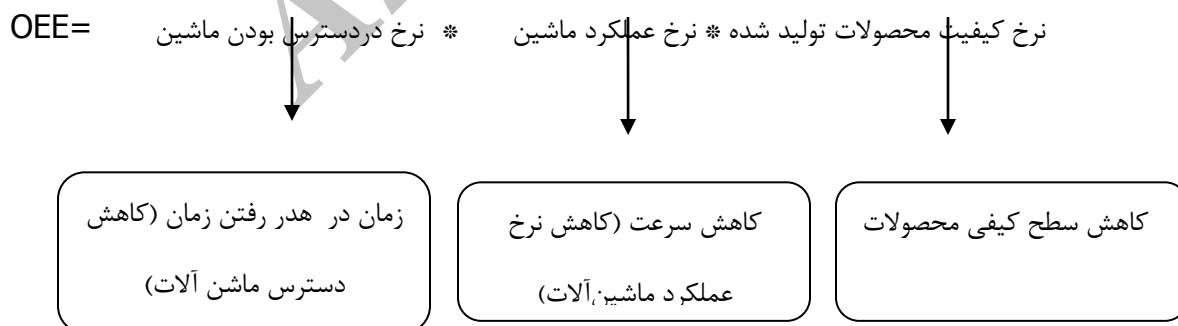 OEE= نرخ دردسترس بودن ماشین * نرخ عملکرد ماشین * نرخ کیفیت محصولات تولید شده
زمان در هدر رفتن زمان (کاهش
دسترس ماشن آلات)
کاهش سرعت (کاهش نرخ
عملکرد ماشین‌آلات)
کاهش سطح کیفی محصولات